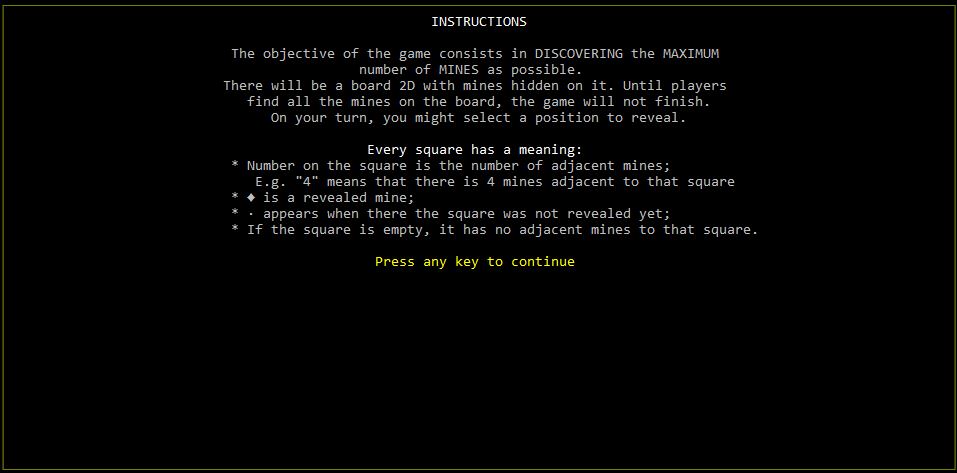 INSTRUCTIONS
The objective of the game consists in DISCOVERING the MAXIMUM
number of MINES as possible.
There will be a board 2D with mines hidden on it. Until players
find all the mines on the board, the game will not finish.
On your turn, you might select a position to reveal.
Every square has a meaning:
* Number on the square is the number of adjacent mines;
E.g. "4" means that there is 4 mines adjacent to that square
* ♦ is a revealed mine;
* · appears when there the square was not revealed yet;
* If the square is empty, it has no adjacent mines to that square.
Press any key to continue